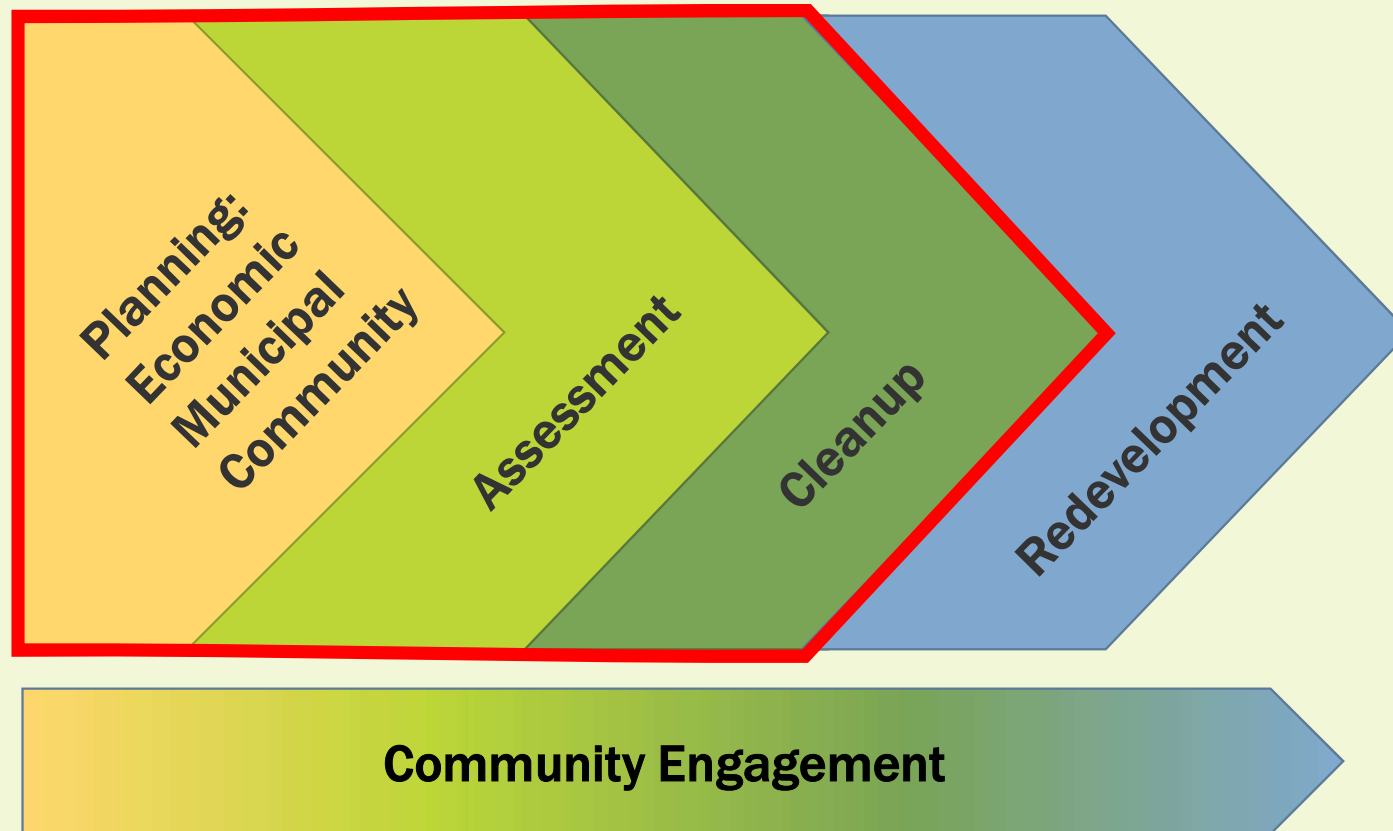 Planning:
Economic
Municipal
Community
Assessment
Cleanup
Redevelopment
Community Engagement